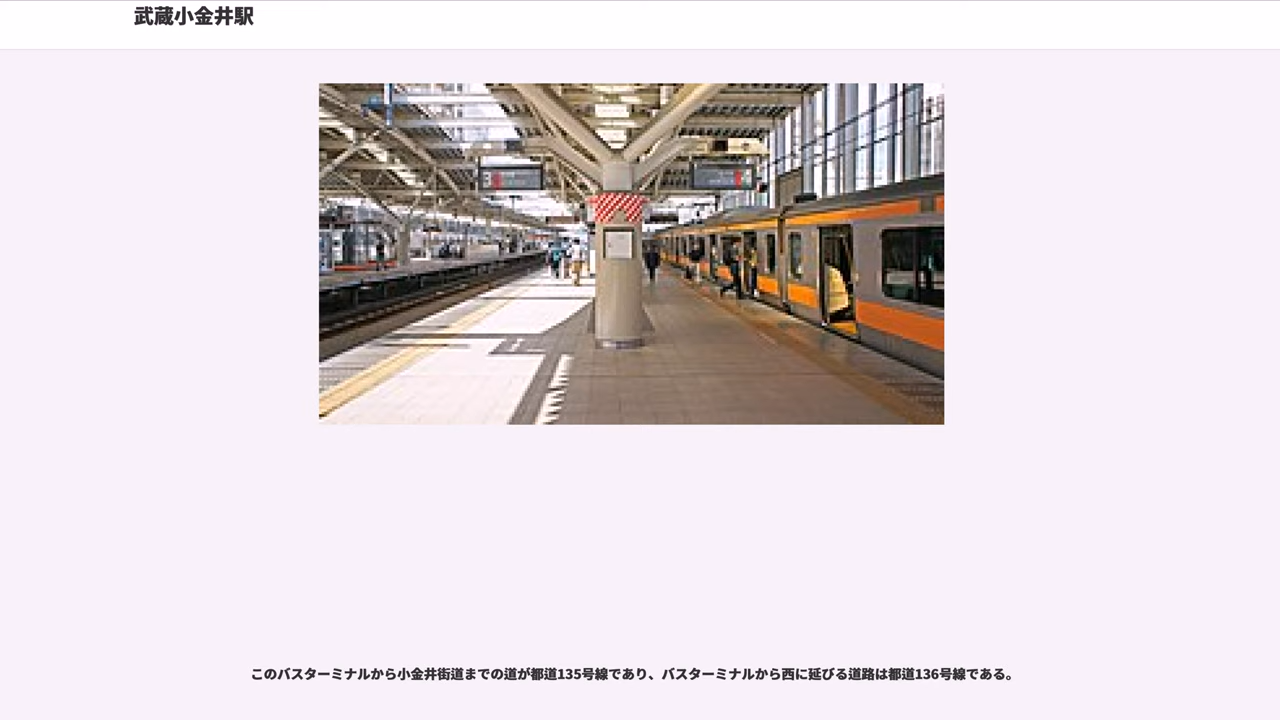 武蔵小金井駅
3
このバスターミナルから小金井街道までの道が都道135号線であり、バスターミナルから西に延びる道路は都道136号線である。